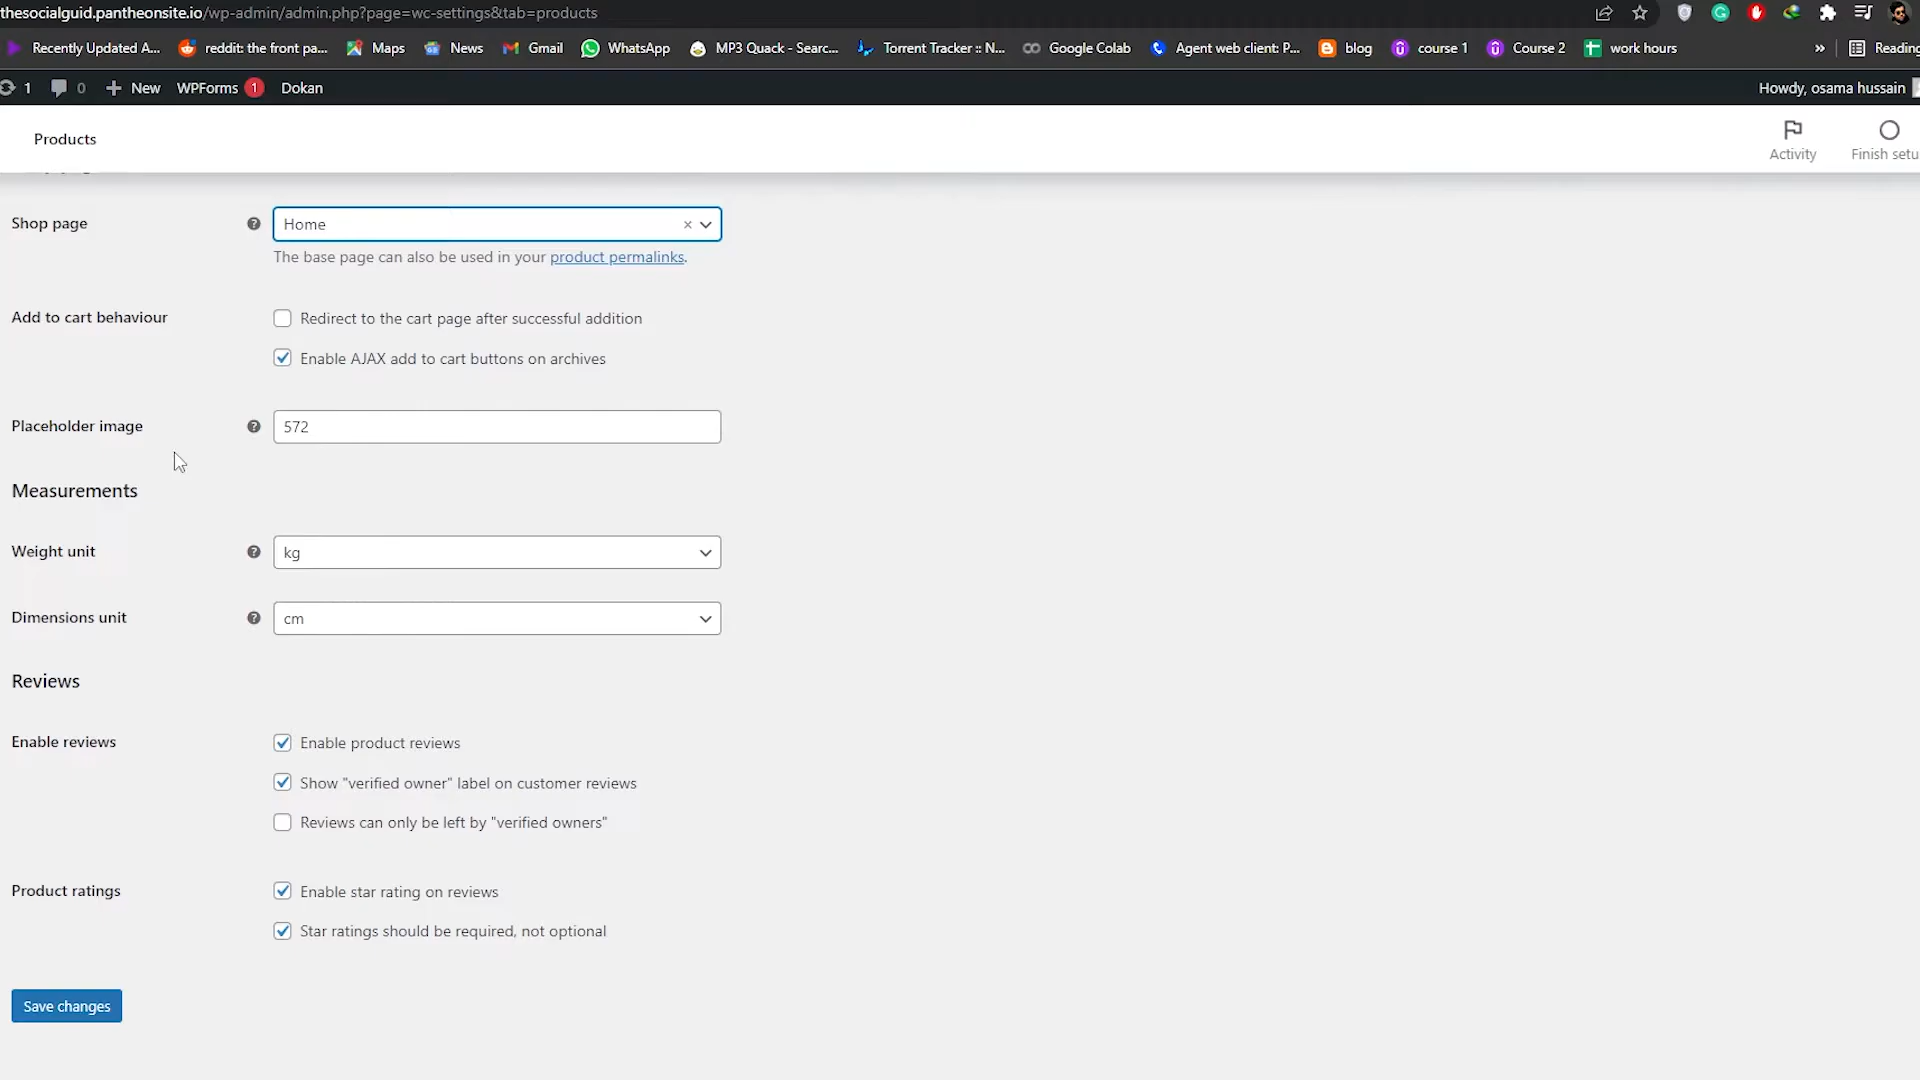 thesocialguid.pantheonsite.io/wp-admin/admin.php?page=wc-settings&tab=products
Recently Updated A... reddit: the front pa... Maps News Gmail WhatsApp MP3 Quack - Searc... Torrent Tracker :: N... Google Colab Agent web client: P... blog course 1 Course 2 work hours » Reading
1 0 + New WPForms 1 Dokan Howdy, osama hussain
Products
Activity Finish setu
Shop page
Home
The base page can also be used in your product permalinks.
Add to cart behaviour
Redirect to the cart page after successful addition
Enable AJAX add to cart buttons on archives
Placeholder image
572
Measurements
Weight unit
kg
Dimensions unit
cm
Reviews
Enable reviews
Enable product reviews
Show "verified owner" label on customer reviews
Reviews can only be left by "verified owners"
Product ratings
Enable star rating on reviews
Star ratings should be required, not optional
Save changes